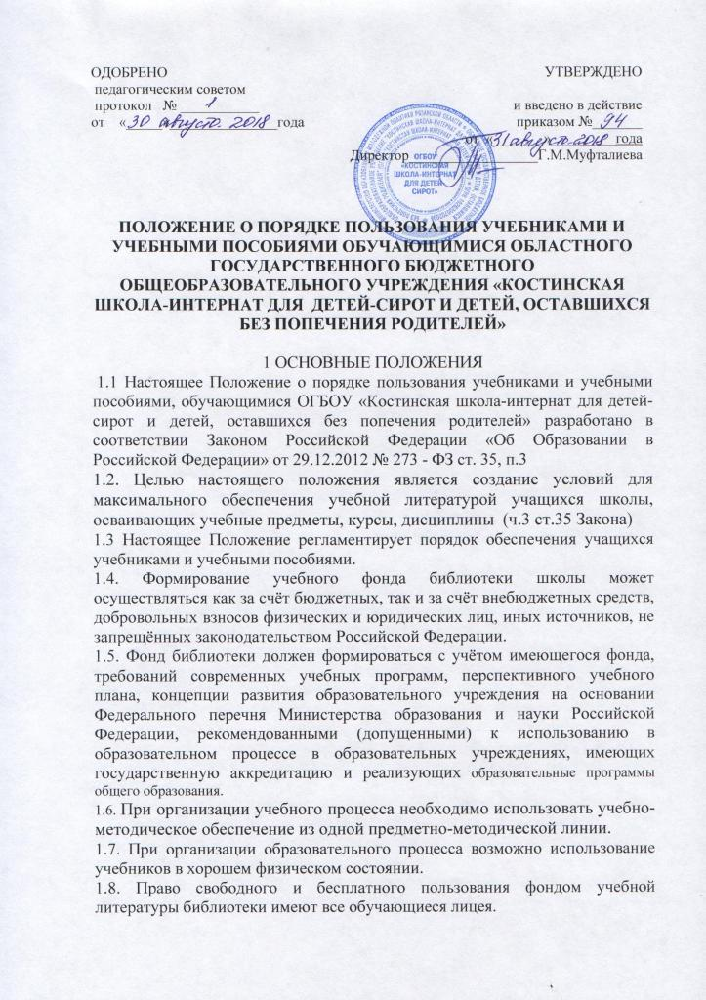 ОДОБРЕНО УТВЕРЖДЕНО
педагогическим советом
протокол № 1 и введено в действие
от «30 августа 2018 года приказом № 94
от «31 августа 2018 года
Директор Г.М.Муфталиева
ОГБОУ
«КОСТИНСКАЯ
ШКОЛА-ИНТЕРНАТ
ДЛЯ ДЕТЕЙ
СИРОТ»
ПОЛОЖЕНИЕ О ПОРЯДКЕ ПОЛЬЗОВАНИЯ УЧЕБНИКАМИ И
УЧЕБНЫМИ ПОСОБИЯМИ ОБУЧАЮЩИМИСЯ ОБЛАСТНОГО
ГОСУДАРСТВЕННОГО БЮДЖЕТНОГО
ОБЩЕОБРАЗОВАТЕЛЬНОГО УЧРЕЖДЕНИЯ «КОСТИНСКАЯ
ШКОЛА-ИНТЕРНАТ ДЛЯ ДЕТЕЙ-СИРОТ И ДЕТЕЙ, ОСТАВШИХСЯ
БЕЗ ПОПЕЧЕНИЯ РОДИТЕЛЕЙ»
1 ОСНОВНЫЕ ПОЛОЖЕНИЯ
1.1 Настоящее Положение о порядке пользования учебниками и учебными
пособиями, обучающимися ОГБОУ «Костинская школа-интернат для детей-
сирот и детей, оставшихся без попечения родителей» разработано в
соответствии Законом Российской Федерации «Об Образовании в
Российской Федерации» от 29.12.2012 № 273 - ФЗ ст. 35, п.3
1.2. Целью настоящего положения является создание условий для
максимального обеспечения учебной литературой учащихся школы,
осваивающих учебные предметы, курсы, дисциплины (ч.3 ст.35 Закона)
1.3 Настоящее Положение регламентирует порядок обеспечения учащихся
учебниками и учебными пособиями.
1.4. Формирование учебного фонда библиотеки школы может
осуществляться как за счёт бюджетных, так и за счёт внебюджетных средств,
добровольных взносов физических и юридических лиц, иных источников, не
запрещённых законодательством Российской Федерации.
1.5. Фонд библиотеки должен формироваться с учётом имеющегося фонда,
требований современных учебных программ, перспективного учебного
плана, концепции развития образовательного учреждения на основании
Федерального перечня Министерства образования и науки Российской
Федерации, рекомендованными (допущенными) к использованию в
образовательном процессе в образовательных учреждениях, имеющих
государственную аккредитацию и реализующих образовательные программы
общего образования.
1.6. При организации учебного процесса необходимо использовать учебно-
методическое обеспечение из одной предметно-методической линии.
1.7. При организации образовательного процесса возможно использование
учебников в хорошем физическом состоянии.
1.8. Право свободного и бесплатного пользования фондом учебной
литературы библиотеки имеют все обучающиеся лицея.